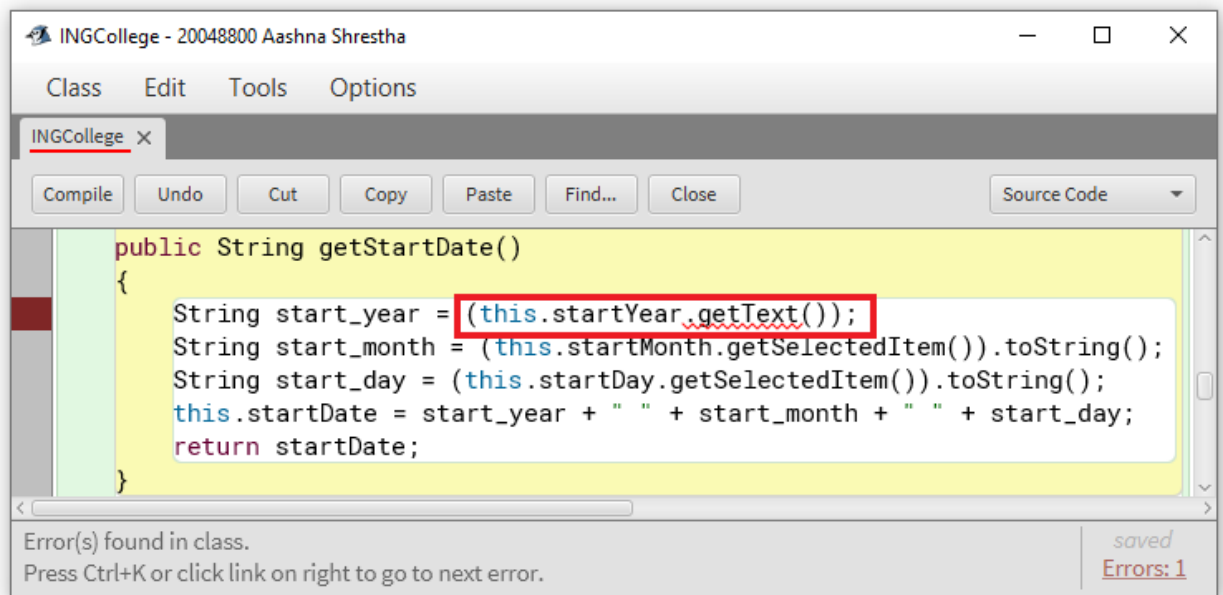 INGCollege - 20048800 Aashna Shrestha
Class Edit Tools Options
INGCollege
Compile Undo Cut Copy Paste Find... Close Source Code
public String getStartDate()
{
String start_year = (this.startYear.getText());
String start_month = (this.startMonth.getSelectedItem()).toString();
String start_day = (this.startDay.getSelectedItem()).toString();
this.startDate = start_year + " " + start_month + " " + start_day;
return startDate;
}
Error(s) found in class.
saved
Press Ctrl+K or click link on right to go to next error.
Errors: 1